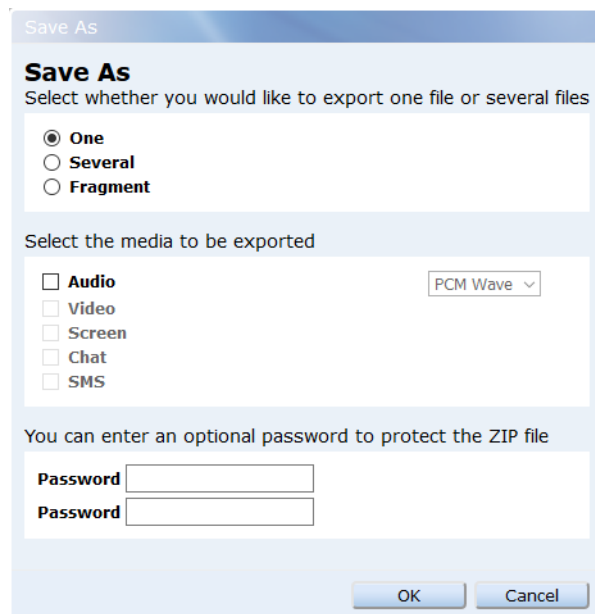 Save As
Save As
Select whether you would like to export one file or several files
One
Several
Fragment
Select the media to be exported
Audio PCM Wave
Video
Screen
Chat
SMS
You can enter an optional password to protect the ZIP file
Password
Password
OK Cancel